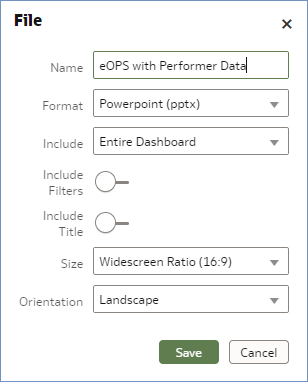 File
Name eOPS with Performer Data
Format Powerpoint (pptx)
Include Entire Dashboard
Include
Filters
Include
Title
Size Widescreen Ratio (16:9)
Orientation Landscape
Save Cancel